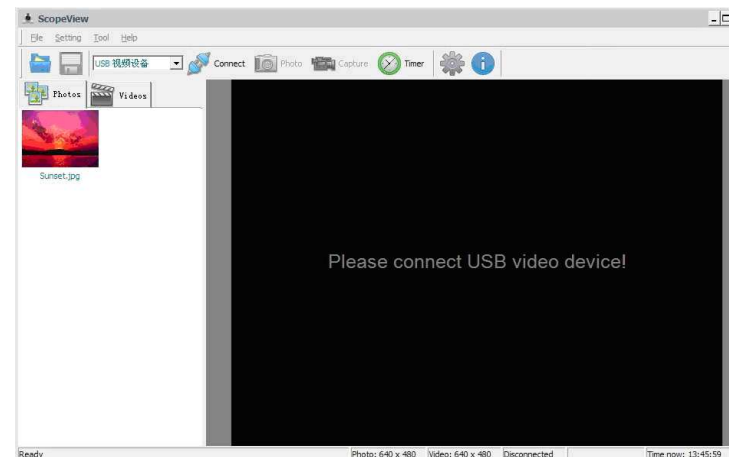 ScopeView
File Setting Tool Help
USB 视频设备 Connect Photo Capture Timer
Photos Videos
Sunset.jpg
Please connect USB video device!
Ready Photo: 640 x 480 Video: 640 x 480 Disconnected Time now: 13:45:59